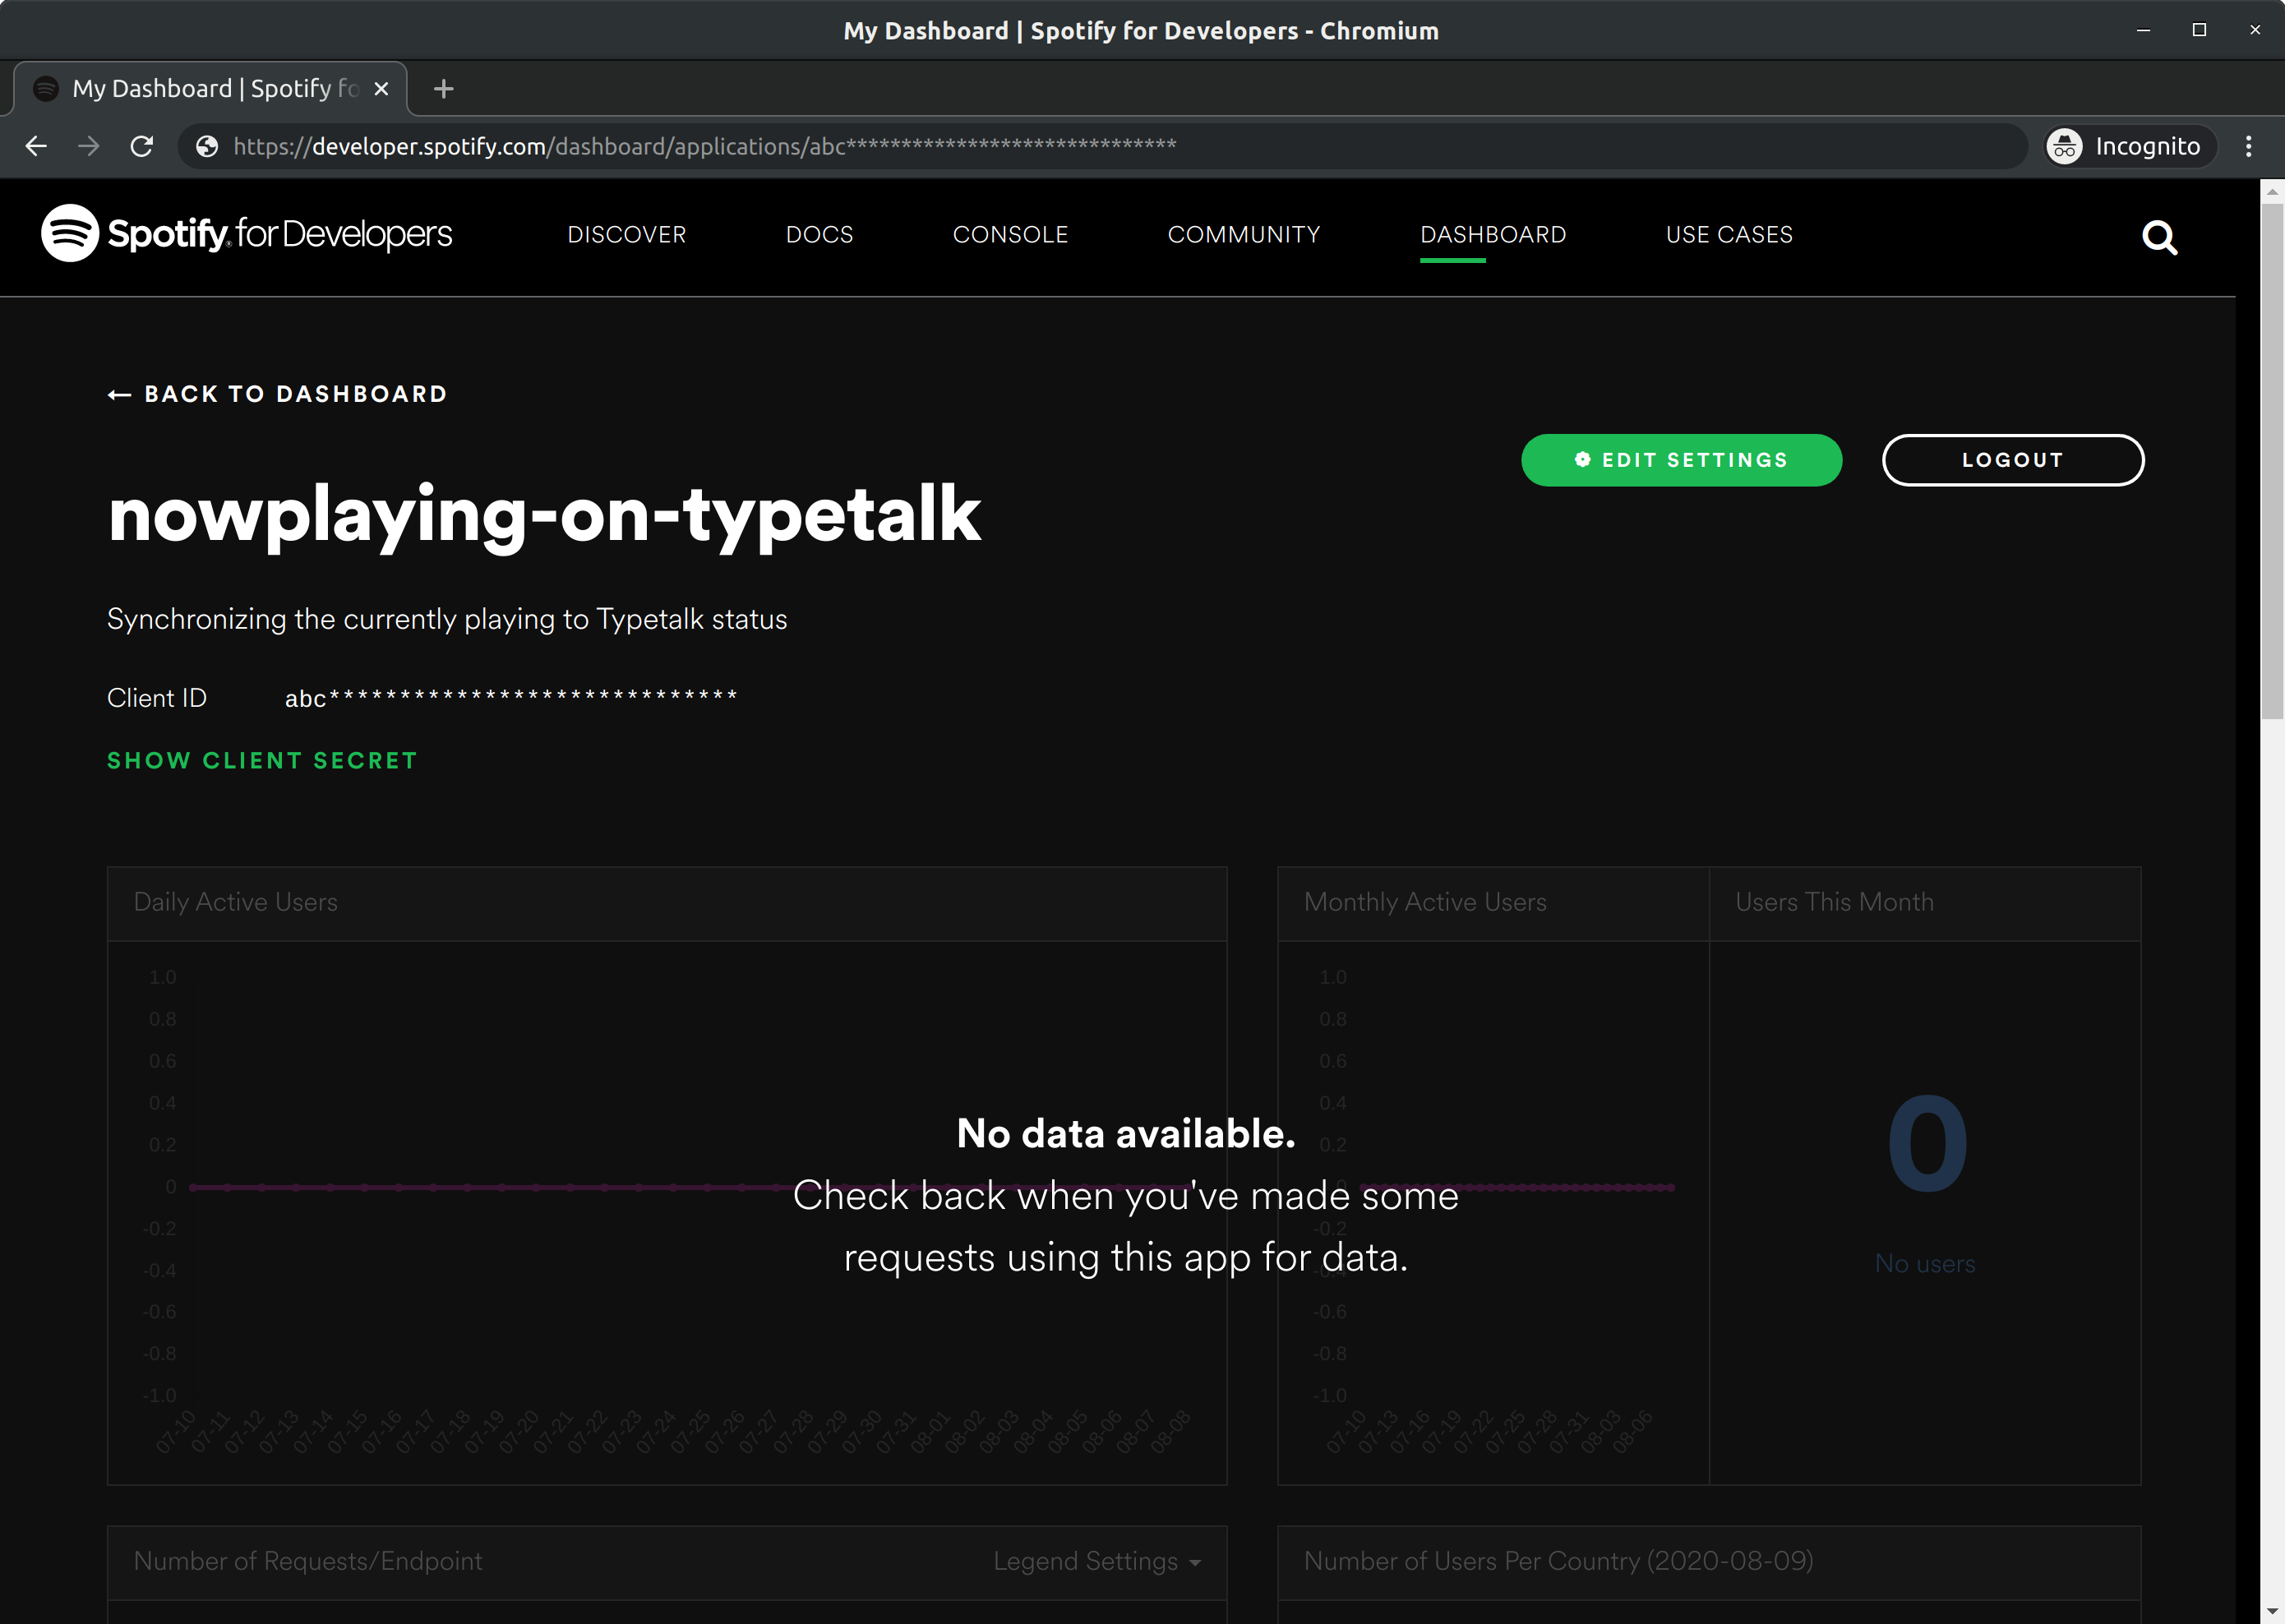 My Dashboard | Spotify for Developers - Chromium
My Dashboard | Spotify fo
https://developer.spotify.com/dashboard/applications/abc******************************
Incognito
Spotify for Developers
DISCOVER
DOCS
CONSOLE
COMMUNITY
DASHBOARD
USE CASES
← BACK TO DASHBOARD
EDIT SETTINGS
LOGOUT
nowplaying-on-typetalk
Synchronizing the currently playing to Typetalk status
Client ID abc*****************************
SHOW CLIENT SECRET
Daily Active Users
1.0
0.8
0.6
0.4
0.2
0
-0.2
-0.4
-0.6
-0.8
-1.0
07-10 07-11 07-12 07-13 07-14 07-15 07-16 07-17 07-18 07-19 07-20 07-21 07-22 07-23 07-24 07-25 07-26 07-27 07-28 07-29 07-30 07-31 08-01 08-02 08-03 08-04 08-05 08-06 08-07 08-08
Monthly Active Users
1.0
0.8
0.6
0.4
0.2
0
-0.2
-0.4
-0.6
-0.8
-1.0
07-10 07-13 07-16 07-19 07-22 07-25 07-28 07-31 08-03 08-06
Users This Month
0
No users
No data available.
Check back when you've made some
requests using this app for data.
Number of Requests/Endpoint
Legend Settings
Number of Users Per Country (2020-08-09)